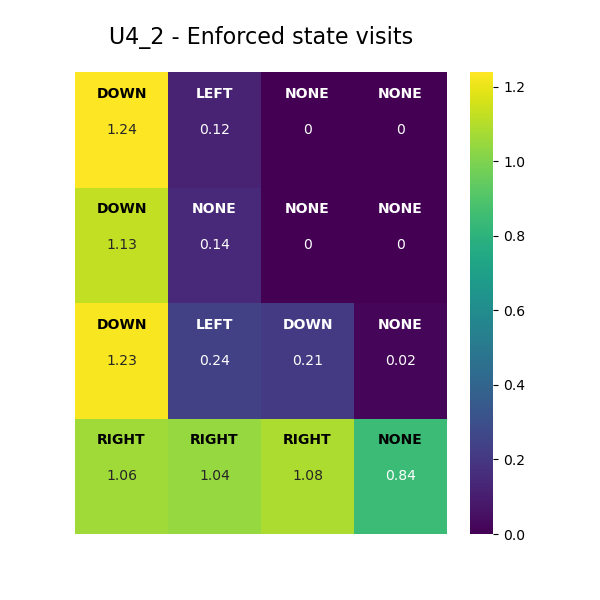 U4_2 - Enforced state visits
DOWN LEFT NONE NONE
1.24 0.12 0 0
DOWN NONE NONE NONE
1.13 0.14 0 0
DOWN LEFT DOWN NONE
1.23 0.24 0.21 0.02
RIGHT RIGHT RIGHT NONE
1.06 1.04 1.08 0.84
1.2
1.0
0.8
0.6
0.4
0.2
0.0